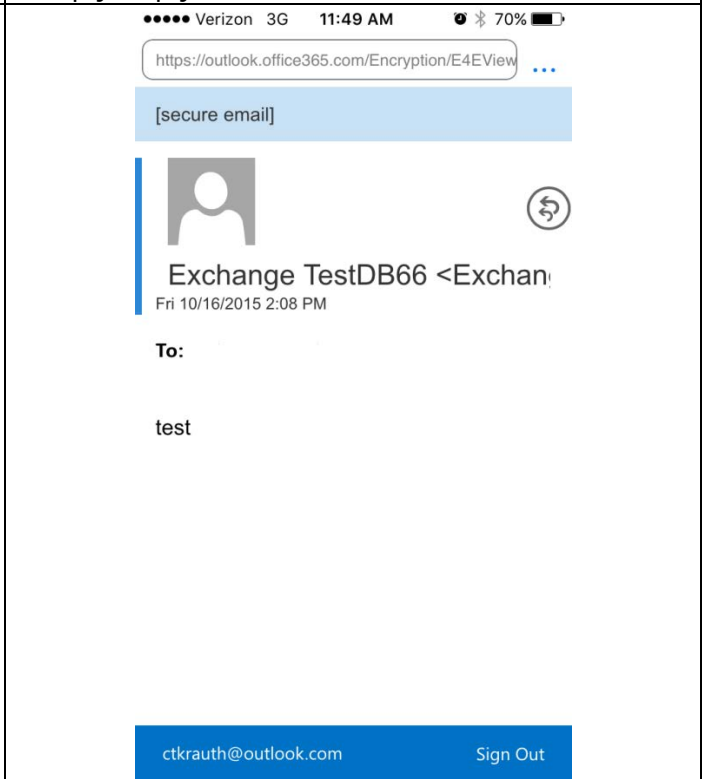 Verizon 3G 11:49 AM 70%
https://outlook.office365.com/Encryption/E4EView
...
[secure email]
Exchange TestDB66 <Exchan
Fri 10/16/2015 2:08 PM
To:
test
ctkrauth@outlook.com Sign Out